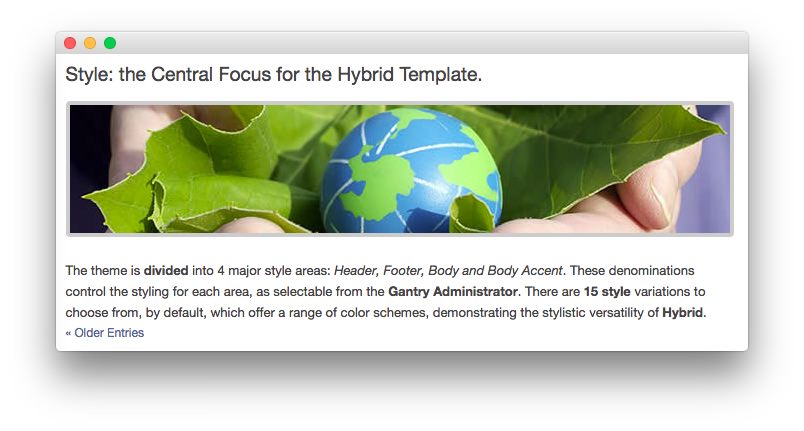 Style: the Central Focus for the Hybrid Template.
The theme is divided into 4 major style areas: Header, Footer, Body and Body Accent. These denominations
control the styling for each area, as selectable from the Gantry Administrator. There are 15 style variations to
choose from, by default, which offer a range of color schemes, demonstrating the stylistic versatility of Hybrid.
« Older Entries